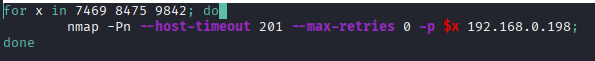 for x in 7469 8475 9842; do
nmap -Pn --host-timeout 201 --max-retries 0 -p $x 192.168.0.198;
done